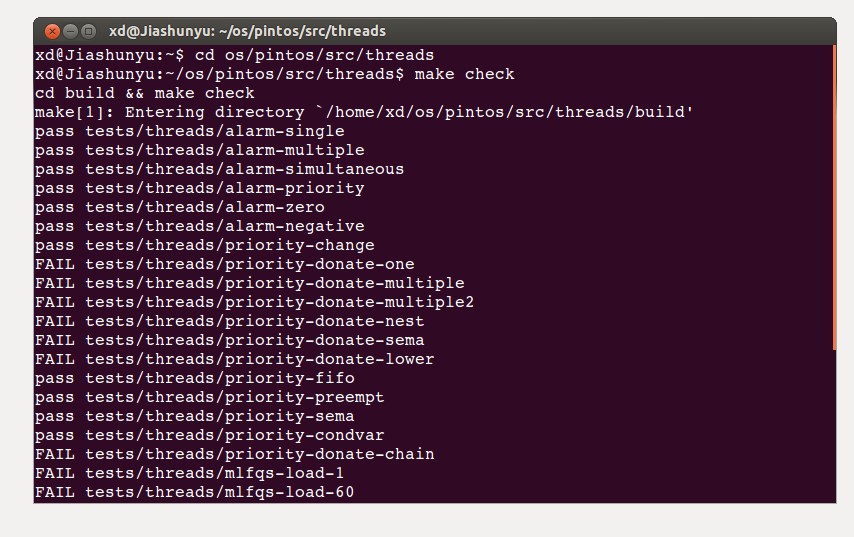 xd@Jiashunyu: ~/os/pintos/src/threads
xd@Jiashunyu:~$ cd os/pintos/src/threads
xd@Jiashunyu:~/os/pintos/src/threads$ make check
cd build && make check
make[1]: Entering directory `/home/xd/os/pintos/src/threads/build'
pass tests/threads/alarm-single
pass tests/threads/alarm-multiple
pass tests/threads/alarm-simultaneous
pass tests/threads/alarm-priority
pass tests/threads/alarm-zero
pass tests/threads/alarm-negative
pass tests/threads/priority-change
FAIL tests/threads/priority-donate-one
FAIL tests/threads/priority-donate-multiple
FAIL tests/threads/priority-donate-multiple2
FAIL tests/threads/priority-donate-nest
FAIL tests/threads/priority-donate-sema
FAIL tests/threads/priority-donate-lower
pass tests/threads/priority-fifo
pass tests/threads/priority-preempt
pass tests/threads/priority-sema
pass tests/threads/priority-condvar
FAIL tests/threads/priority-donate-chain
FAIL tests/threads/mlfqs-load-1
FAIL tests/threads/mlfqs-load-60